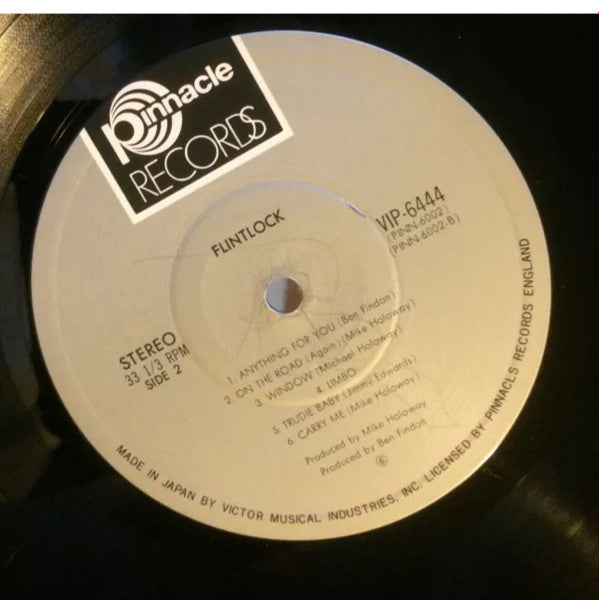 Pinnacle
RECORDS
FLINTLOCK
VIP-6444
(PINN-6002)
(PINN-6002-B)
STEREO
33 1/3 RPM
SIDE 2
1. ANYTHING FOR YOU (Ben Findon)
2. ON THE ROAD (Again) (Mike Holoway)
3. WINDOW (Michael Holoway)
4. LIMBO
5 TRUDIE BABY (Jimmy Edwards)
6. CARRY ME (Mike Holoway)
Produced by Mike Holoway
Produced by Ben Findon
MADE IN JAPAN BY VICTOR MUSICAL INDUSTRIES, INC. LICENSED BY PINNACLS RECORDS ENGLAND